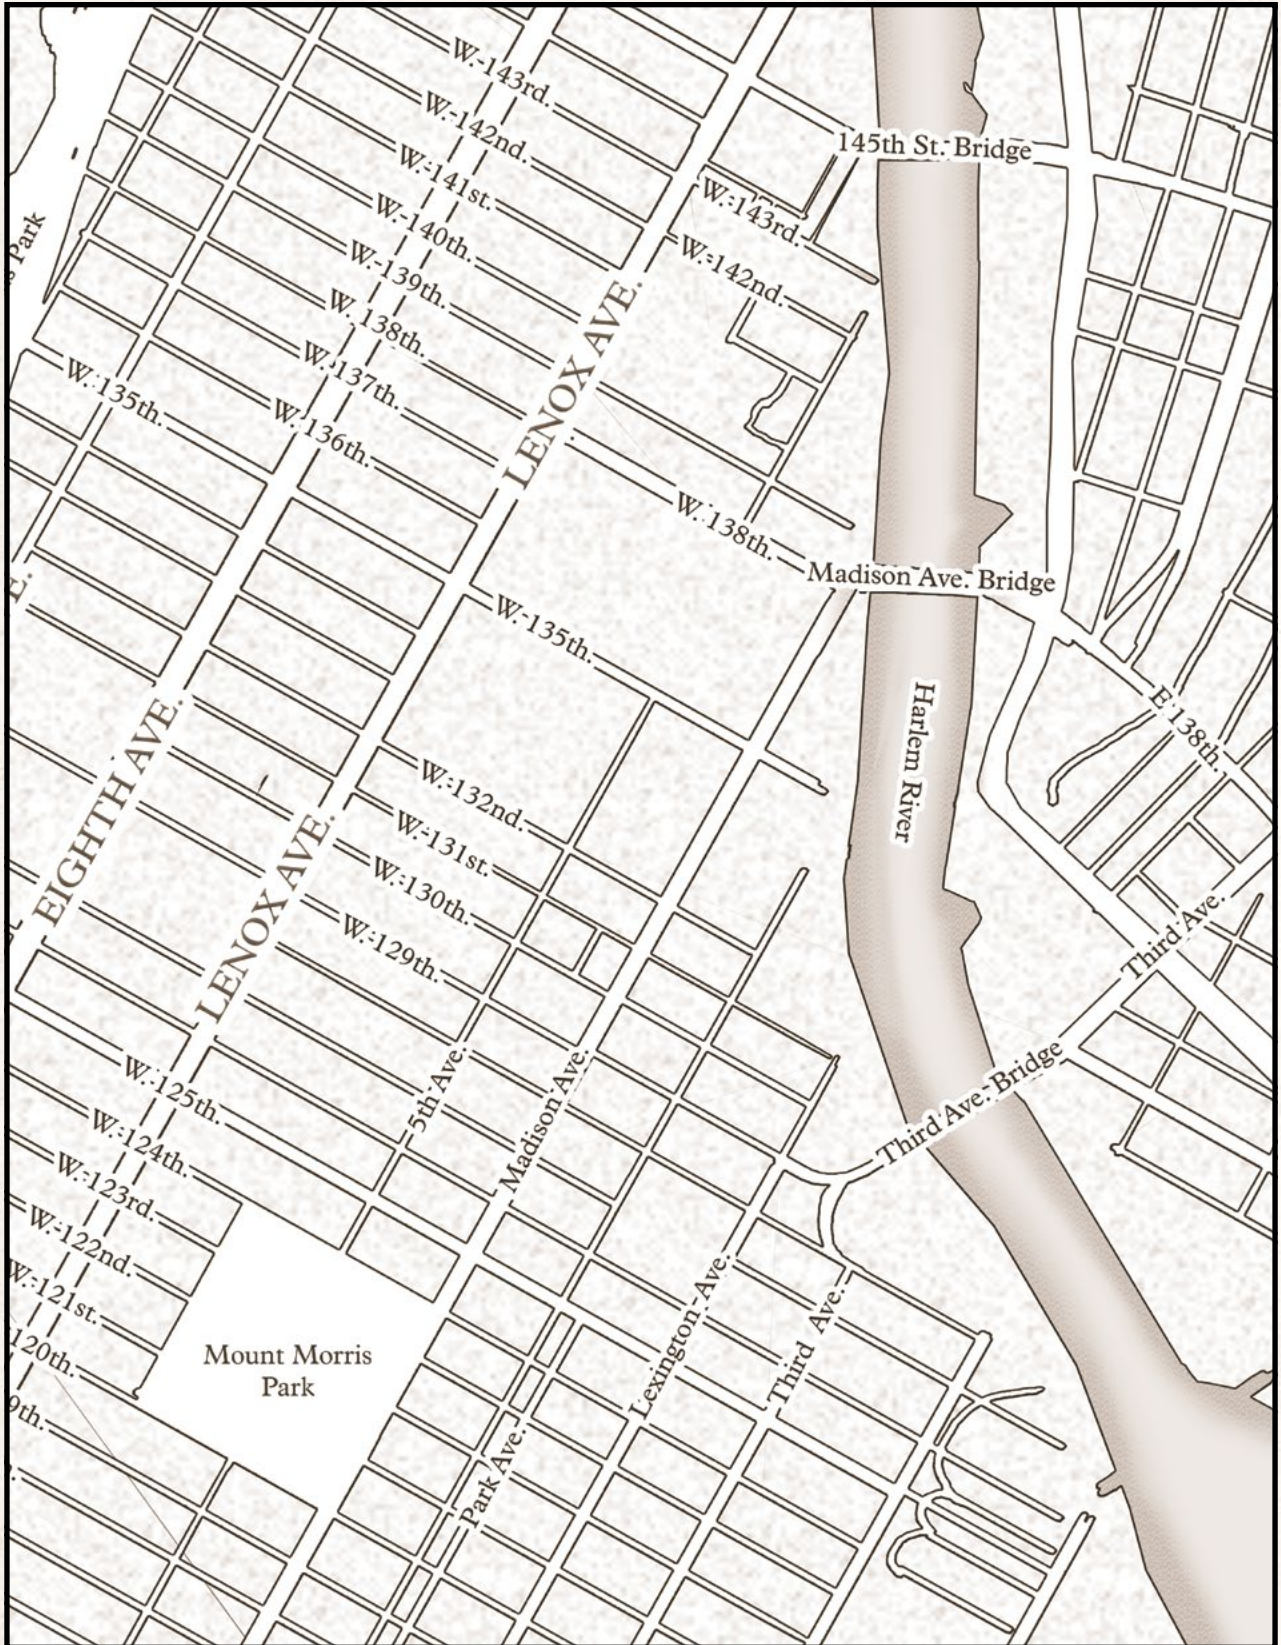 W. 143rd.
W. 142nd.
145th St. Bridge
W. 141st.
W. 143rd.
W. 140th.
Park
W. 142nd.
W. 139th.
W. 138th.
LENOX AVE.
W. 137th.
W. 135th.
W. 136th.
W. 138th.
Madison Ave. Bridge
W. 135th.
Harlem River
E 138th.
EIGHTH AVE.
W. 132nd.
W. 131st.
LENOX AVE.
W. 130th.
W. 129th.
Third Ave.
5th Ave.
Madison Ave.
W. 125th.
Third Ave. Bridge
W. 124th.
W. 123rd.
W. 122nd.
W. 121st.
Lexington Ave.
Third Ave.
120th.
Mount Morris
Park
9th.
Park Ave.